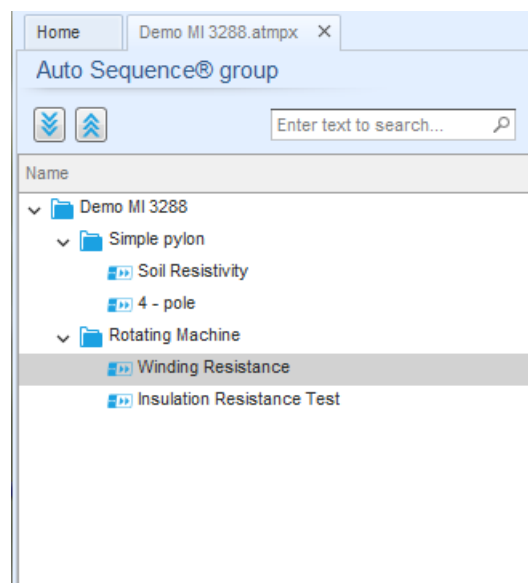 Home Demo MI 3288.atmpx
Auto Sequence® group
Enter text to search...
Name
Demo MI 3288
Simple pylon
Soil Resistivity
4 - pole
Rotating Machine
Winding Resistance
Insulation Resistance Test